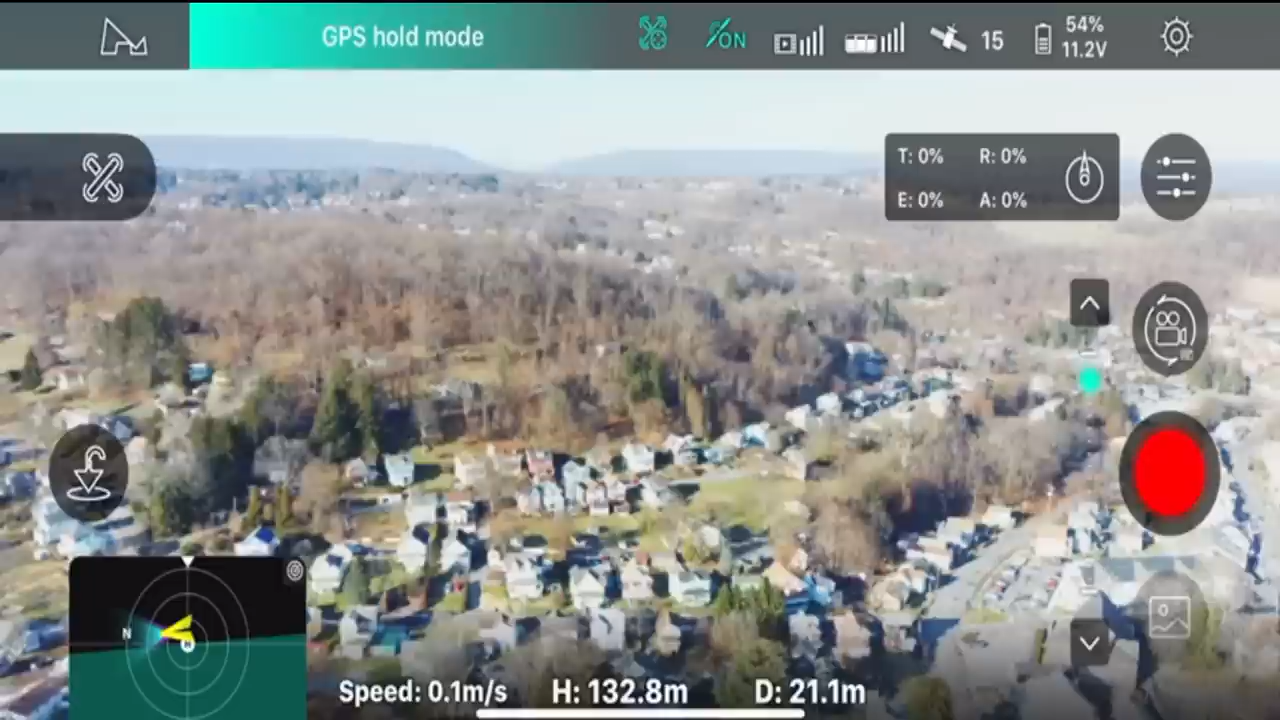 GPS hold mode
ON
15
54%
11.2V
T: 0% R: 0%
E: 0% A: 0%
N
H
Speed: 0.1m/s H: 132.8m D: 21.1m